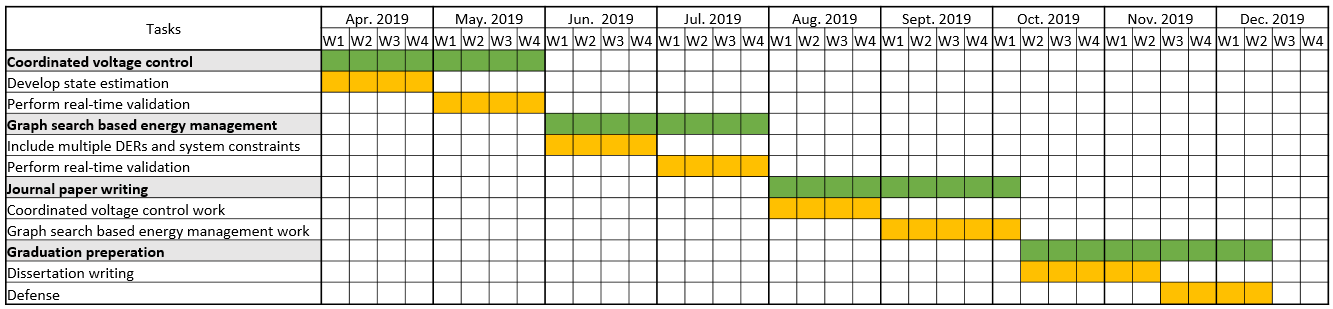 Tasks
Apr. 2019 May. 2019 Jun. 2019 Jul. 2019 Aug. 2019 Sept. 2019 Oct. 2019 Nov. 2019 Dec. 2019
W1 W2 W3 W4 W1 W2 W3 W4 W1 W2 W3 W4 W1 W2 W3 W4 W1 W2 W3 W4 W1 W2 W3 W4 W1 W2 W3 W4 W1 W2 W3 W4 W1 W2 W3 W4
Coordinated voltage control
Develop state estimation
Perform real-time validation
Graph search based energy management
Include multiple DERs and system constraints
Perform real-time validation
Journal paper writing
Coordinated voltage control work
Graph search based energy management work
Graduation preperation
Dissertation writing
Defense